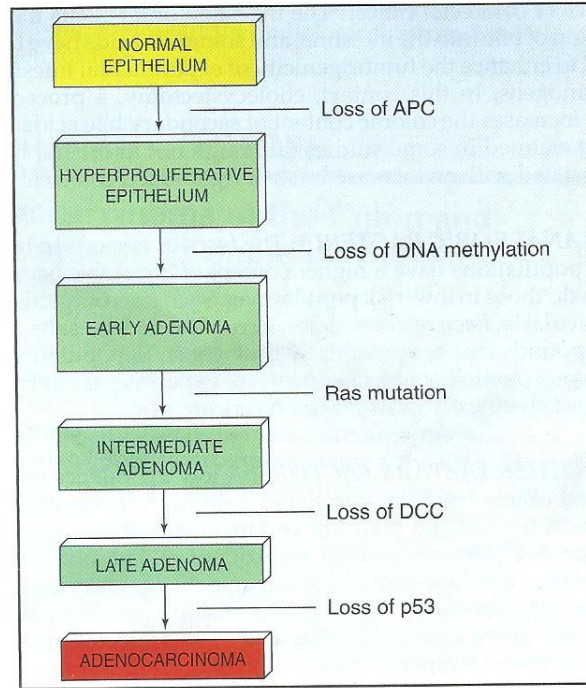 NORMAL
EPITHELIUM
Loss of APC
HYPERPROLIFERATIVE
EPITHELIUM
Loss of DNA methylation
EARLY ADENOMA
Ras mutation
INTERMEDIATE
ADENOMA
Loss of DCC
LATE ADENOMA
Loss of p53
ADENOCARCINOMA